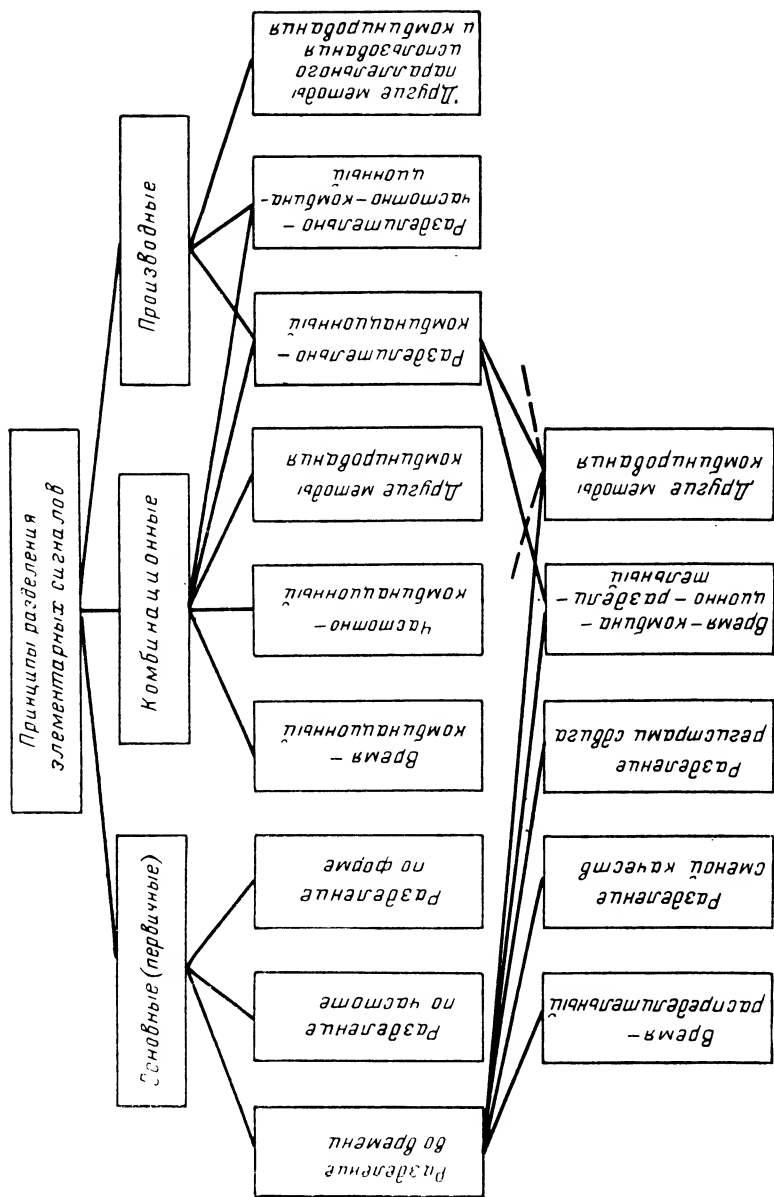 Принципы разделения
элементарных сигналов
Основные (первичные)
Комбинационные
Производные
Разделение
во времени
Разделение
по частоте
Разделение
по форме
Время –
комбинационный
Частотно–
комбинационный
Другие методы
комбинирования
Разделительно –
комбинационный
Разделительно –
частотно–комбина–
ционный
Другие методы
параллельного
использования
и комбинирования
Время–
распределительный
Разделение
сменой качеств
Разделение
регистрами сдвига
Время–комбина–
ционно–раздели–
тельный
Другие методы
комбинирования